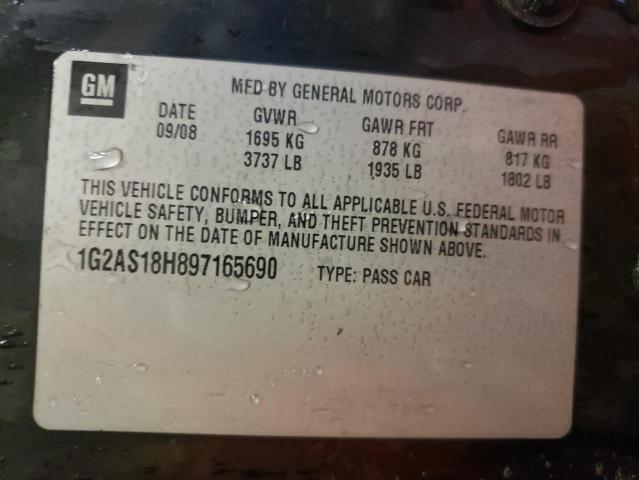 GM
MFD BY GENERAL MOTORS CORP.
DATE GVWR GAWR FRT GAWR RR
09/08 1695 KG 878 KG 817 KG
3737 LB 1935 LB 1802 LB
THIS VEHICLE CONFORMS TO ALL APPLICABLE U.S. FEDERAL MOTOR
VEHICLE SAFETY, BUMPER, AND THEFT PREVENTION STANDARDS IN
EFFECT ON THE DATE OF MANUFACTURE SHOWN ABOVE.
1G2AS18H897165690 TYPE: PASS CAR